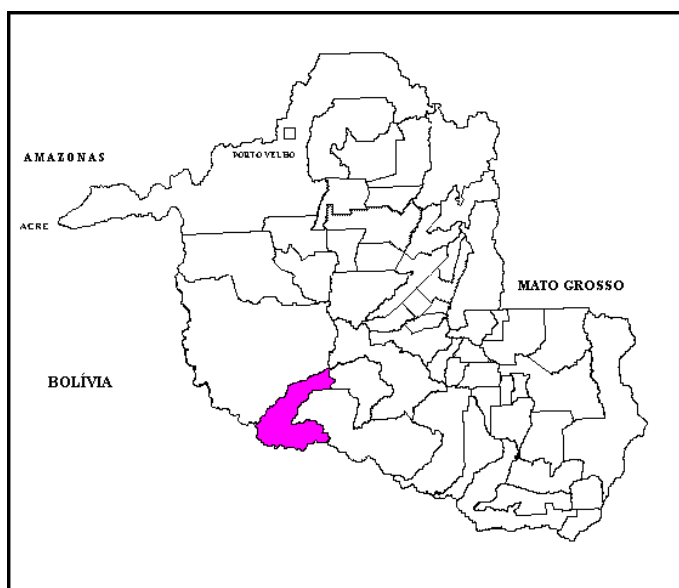 AMAZONAS
PORTO VELHO
ACRE
MATO GROSSO
BOLÍVIA